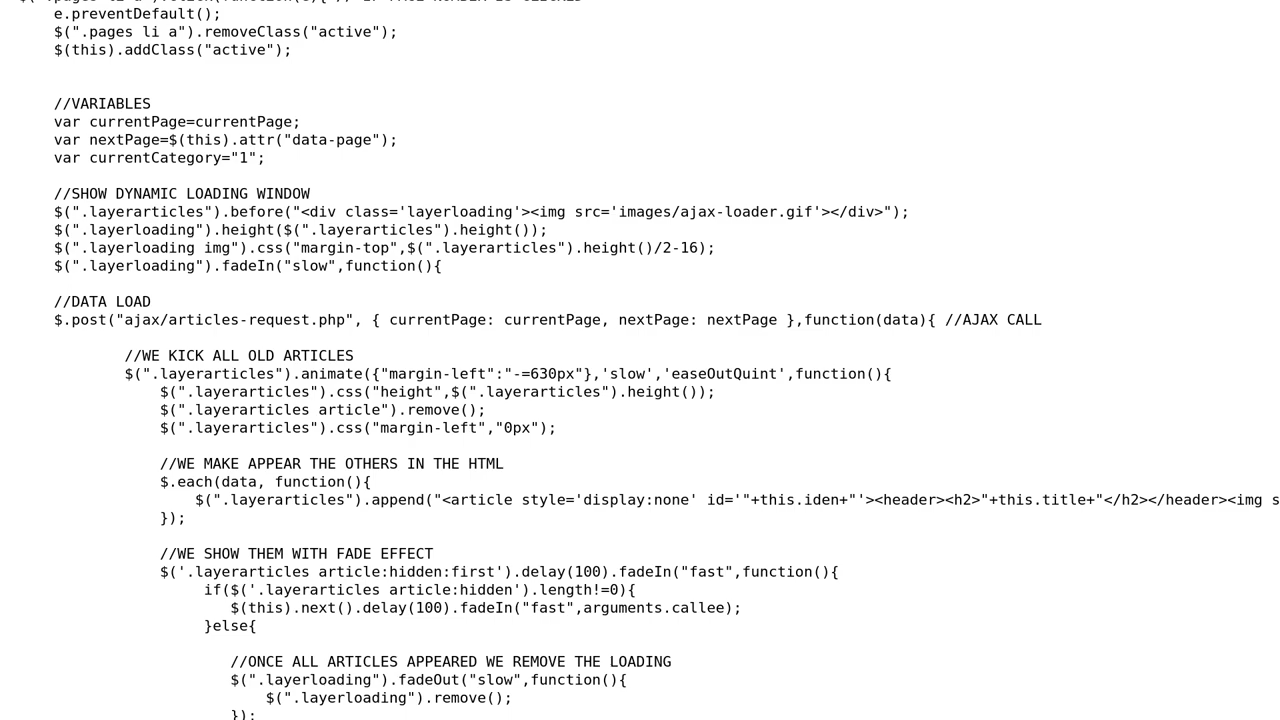 e.preventDefault();
$(".pages li a").removeClass("active");
$(this).addClass("active");
//VARIABLES
var currentPage=currentPage;
var nextPage=$(this).attr("data-page");
var currentCategory="1";
//SHOW DYNAMIC LOADING WINDOW
$(".layerarticles").before("<div class='layerloading'><img src='images/ajax-loader.gif'></div>");
$(".layerloading").height($(".layerarticles").height());
$(".layerloading img").css("margin-top",$(".layerarticles").height()/2-16);
$(".layerloading").fadeIn("slow",function(){
//DATA LOAD
$.post("ajax/articles-request.php", { currentPage: currentPage, nextPage: nextPage },function(data){ //AJAX CALL
//WE KICK ALL OLD ARTICLES
$(".layerarticles").animate({"margin-left":"-=630px"},'slow','easeOutQuint',function(){
$(".layerarticles").css("height",$(".layerarticles").height());
$(".layerarticles article").remove();
$(".layerarticles").css("margin-left","0px");
//WE MAKE APPEAR THE OTHERS IN THE HTML
$.each(data, function(){
$(".layerarticles").append("<article style='display:none' id='"+this.iden+"'><header><h2>"+this.title+"</h2></header><img s
});
//WE SHOW THEM WITH FADE EFFECT
$('.layerarticles article:hidden:first').delay(100).fadeIn("fast",function(){
if($('.layerarticles article:hidden').length!=0){
$(this).next().delay(100).fadeIn("fast",arguments.callee);
}else{
//ONCE ALL ARTICLES APPEARED WE REMOVE THE LOADING
$(".layerloading").fadeOut("slow",function(){
$(".layerloading").remove();
});